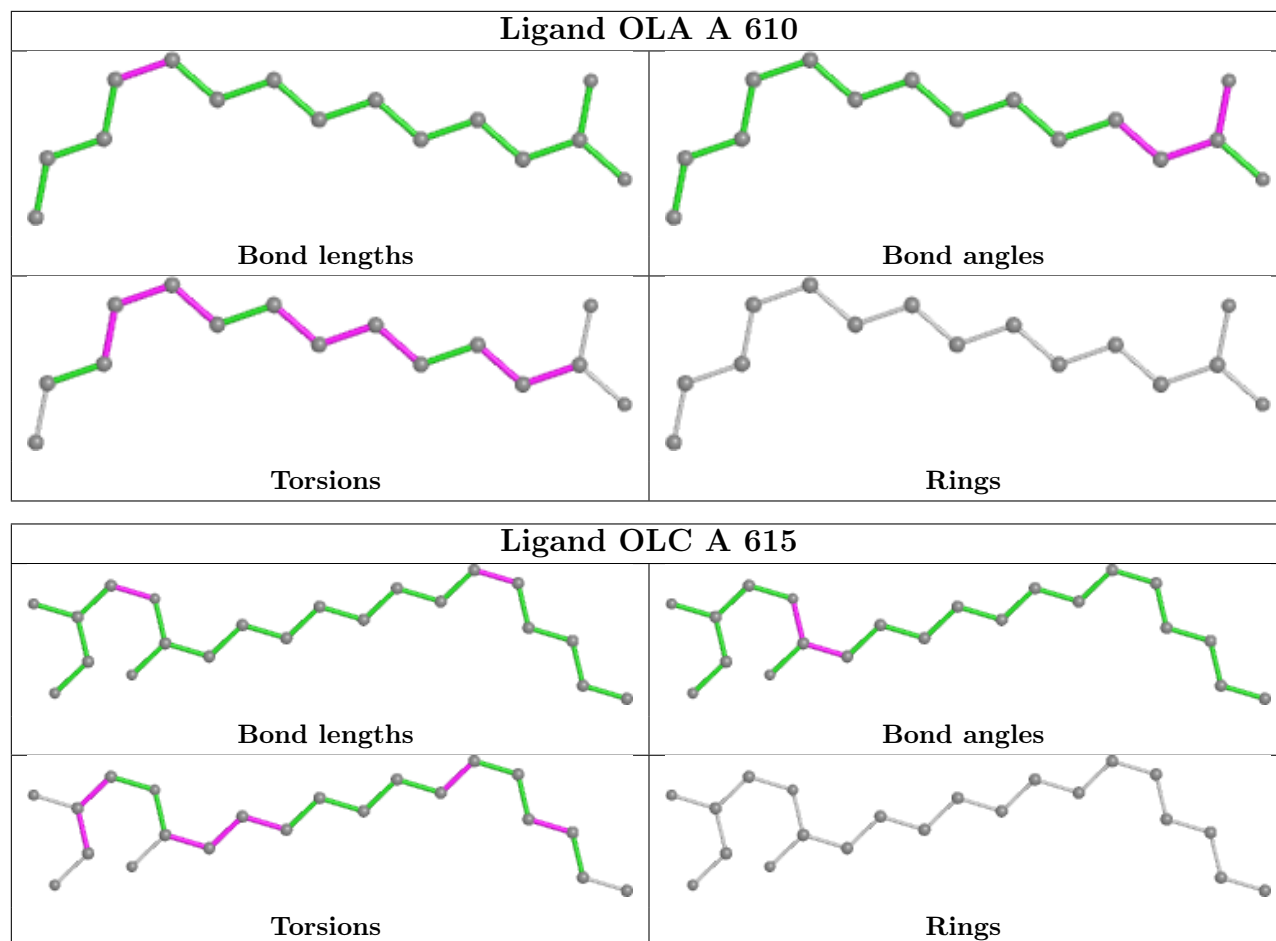 Ligand OLA A 610
Bond lengths
Bond angles
Torsions
Rings
Ligand OLC A 615
Bond lengths
Bond angles
Torsions
Rings